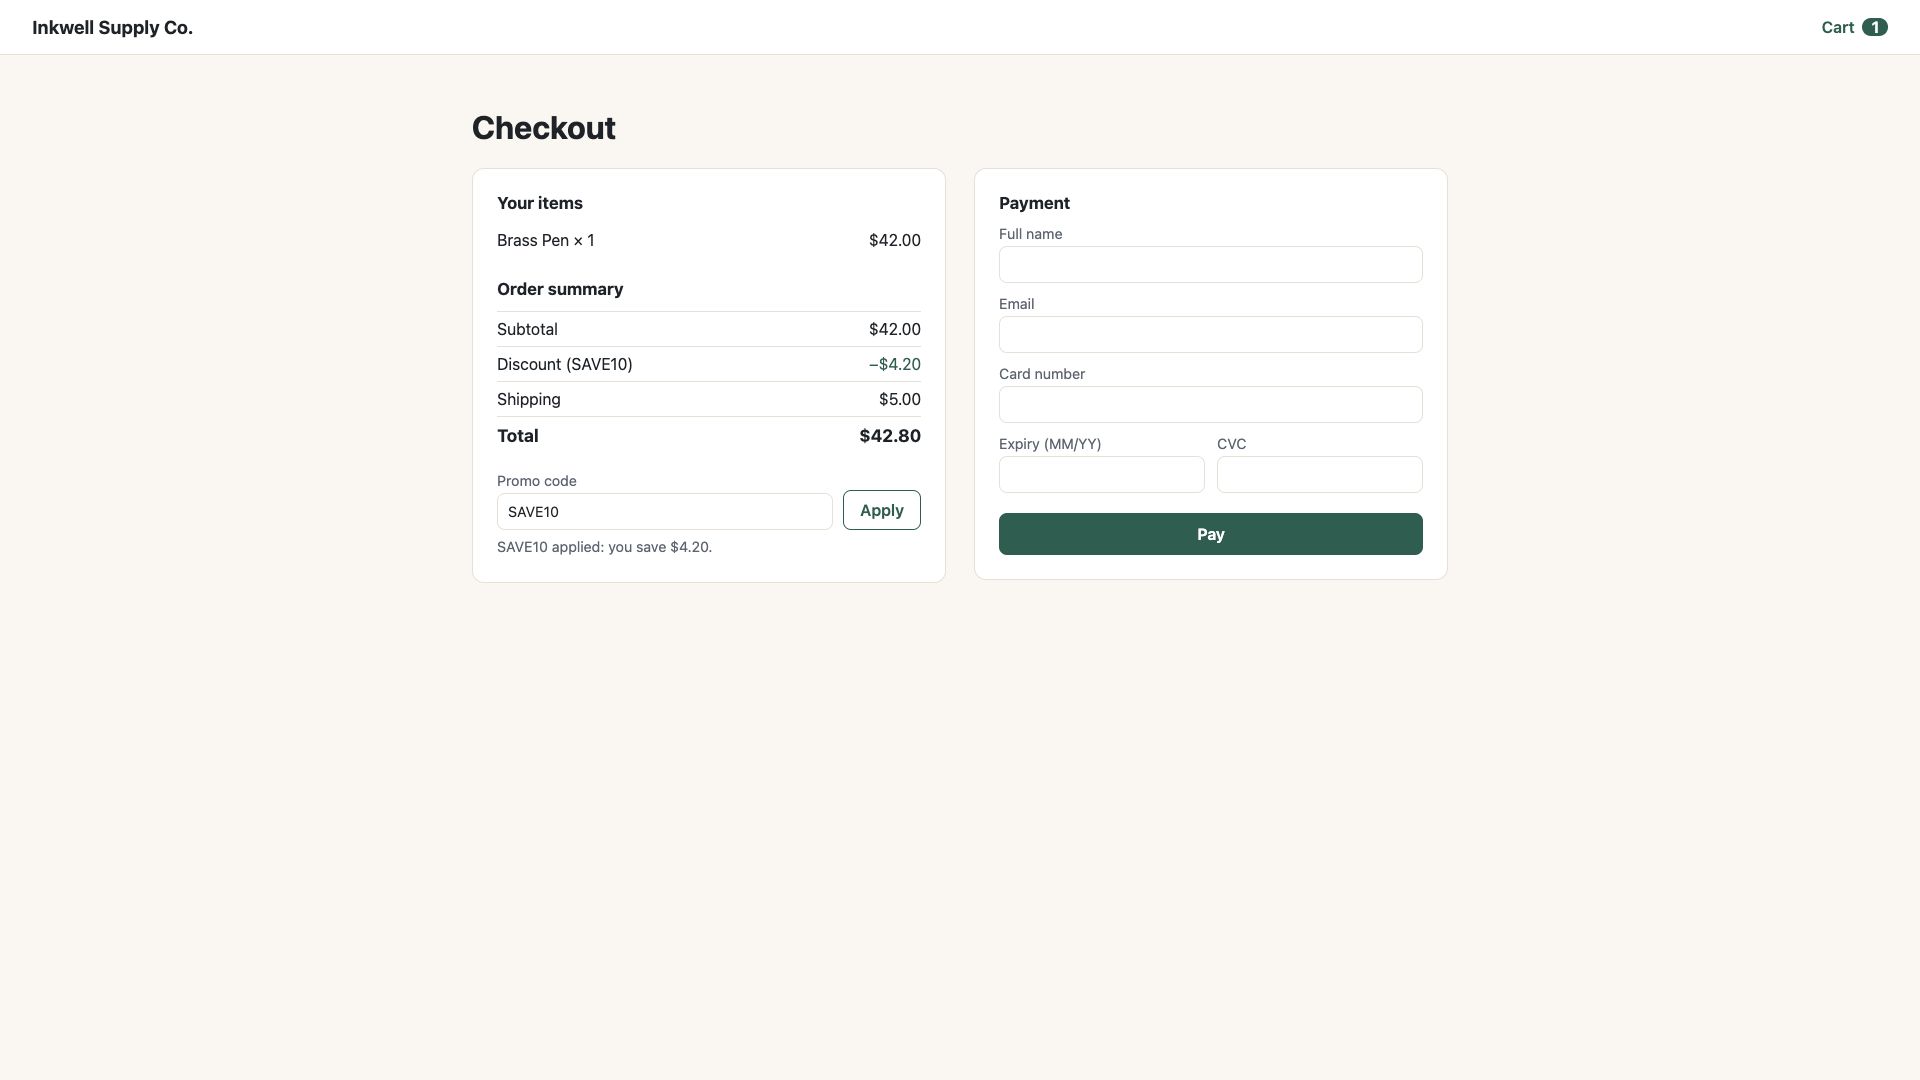 Inkwell Supply Co.
Cart 1
Checkout
Your items
Brass Pen × 1 $42.00
Order summary
Subtotal $42.00
Discount (SAVE10) −$4.20
Shipping $5.00
Total $42.80
Promo code
SAVE10 Apply
SAVE10 applied: you save $4.20.
Payment
Full name
Email
Card number
Expiry (MM/YY) CVC
Pay